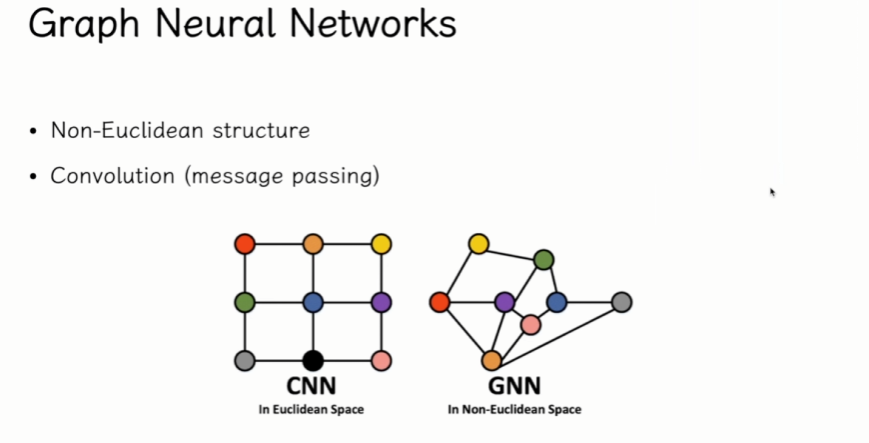 Graph Neural Networks
• Non-Euclidean structure
• Convolution (message passing)
CNN
In Euclidean Space
GNN
In Non-Euclidean Space